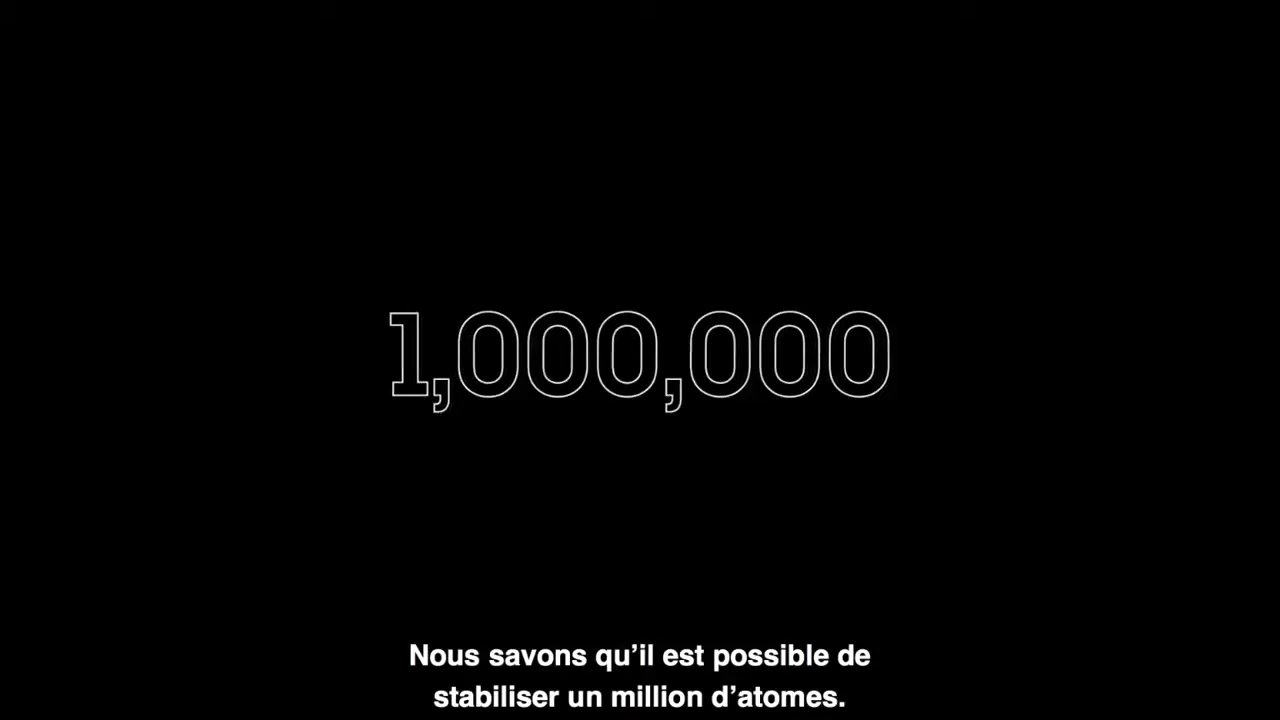 1,000,000
Nous savons qu’il est possible de
stabiliser un million d’atomes.